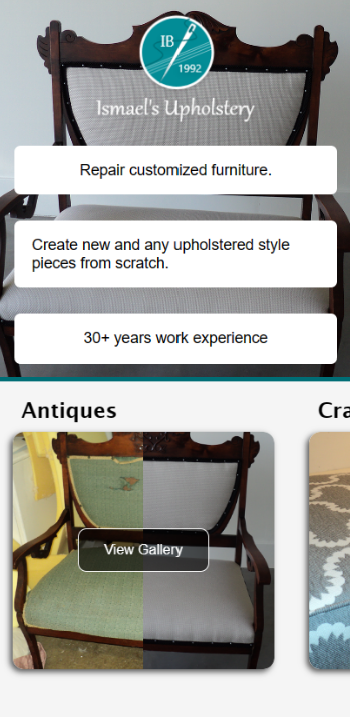 IB
1992
Ismael's Upholstery
Repair customized furniture.
Create new and any upholstered style
pieces from scratch.
30+ years work experience
Antiques
Cra
View Gallery